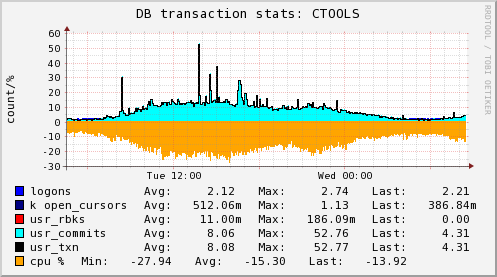 DB transaction stats: CTOOLS
RRDTOOL / TOBI OETIKER
count/%
60
50
40
30
20
10
0
-10
-20
-30
Tue 12:00 Wed 00:00
logons Avg: 2.12 Max: 2.74 Last: 2.21
k open_cursors Avg: 512.06m Max: 1.13 Last: 386.84m
usr_rbks Avg: 11.00m Max: 186.09m Last: 0.00
usr_commits Avg: 8.06 Max: 52.76 Last: 4.31
usr_txn Avg: 8.08 Max: 52.77 Last: 4.31
cpu % Min: -27.94 Avg: -15.30 Last: -13.92